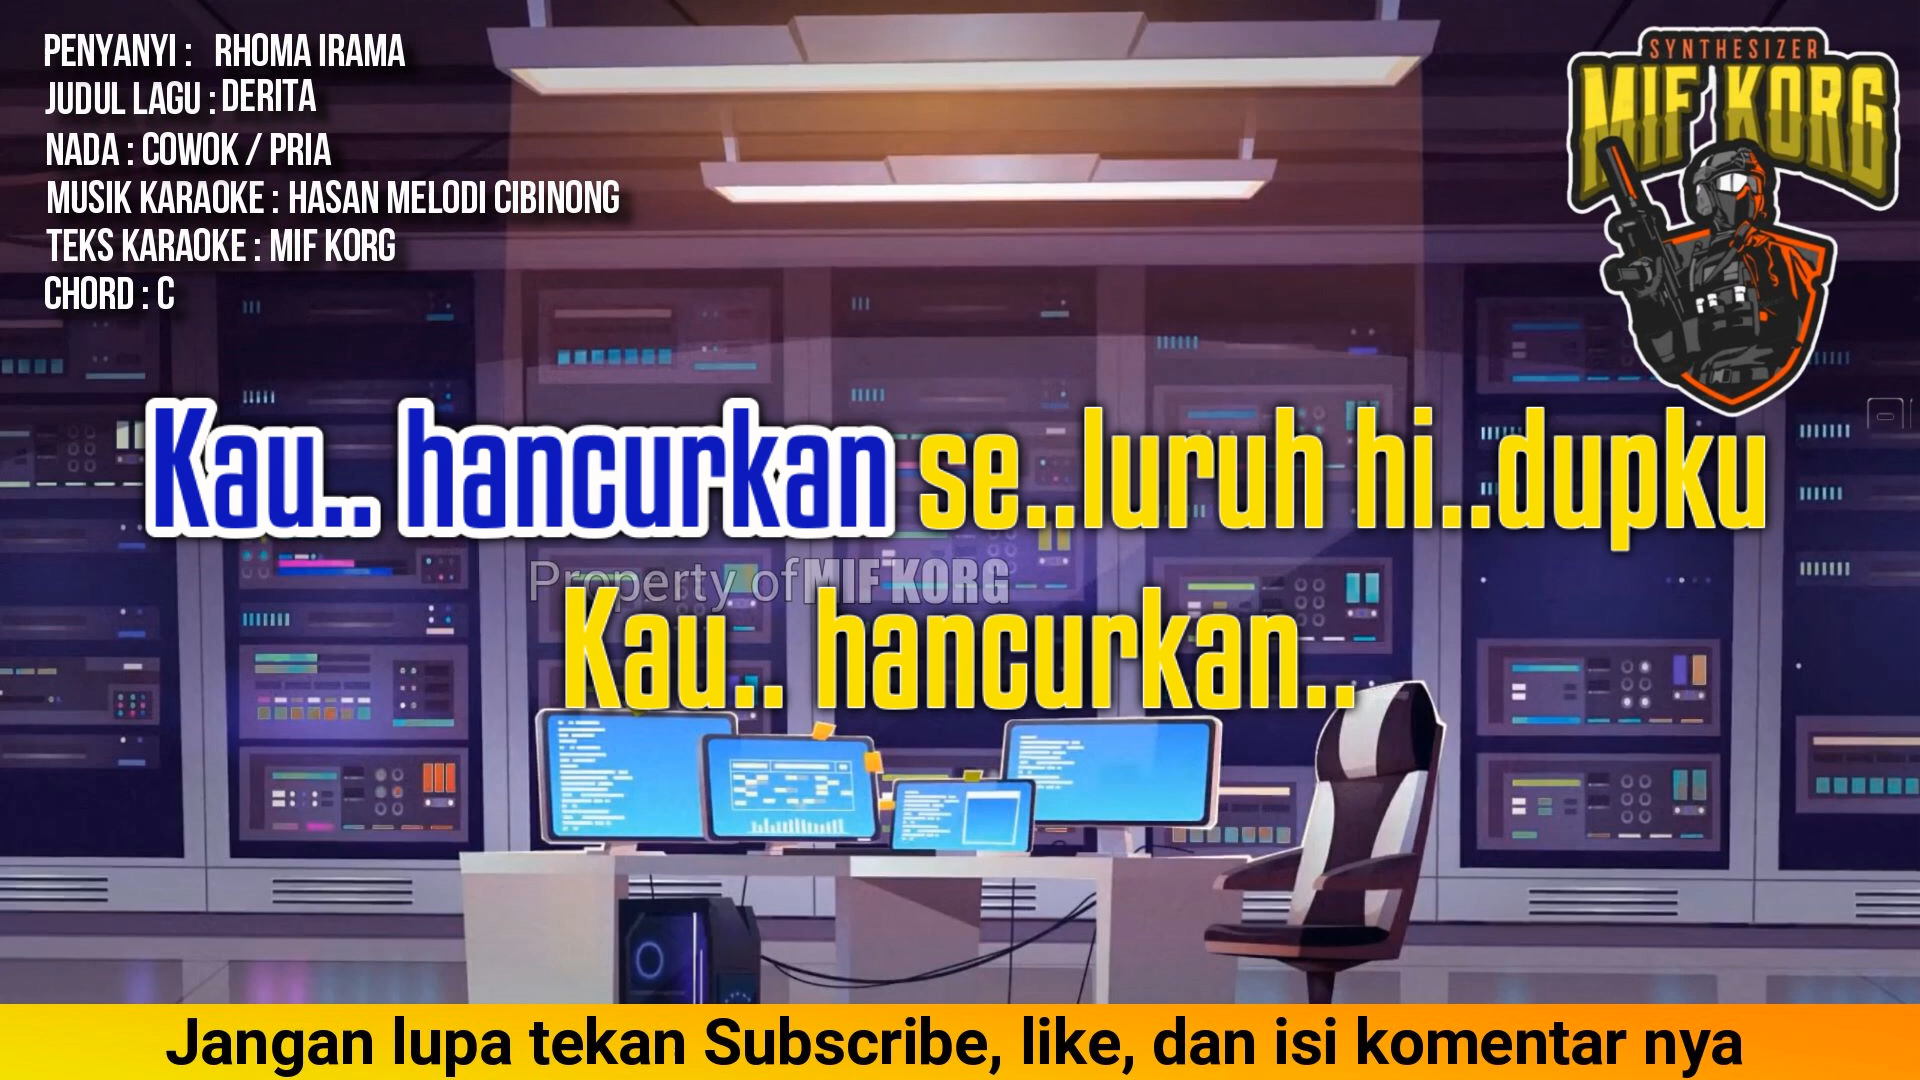 PENYANYI : RHOMA IRAMA
JUDUL LAGU : DERITA
NADA : COWOK / PRIA
MUSIK KARAOKE : HASAN MELODI CIBINONG
TEKS KARAOKE : MIF KORG
CHORD : C
SYNTHESIZER
MIF KORG
Kau.. hancurkan se..luruh hi..dupku
Property of MIF KORG
Kau.. hancurkan..
Jangan lupa tekan Subscribe, like, dan isi komentar nya